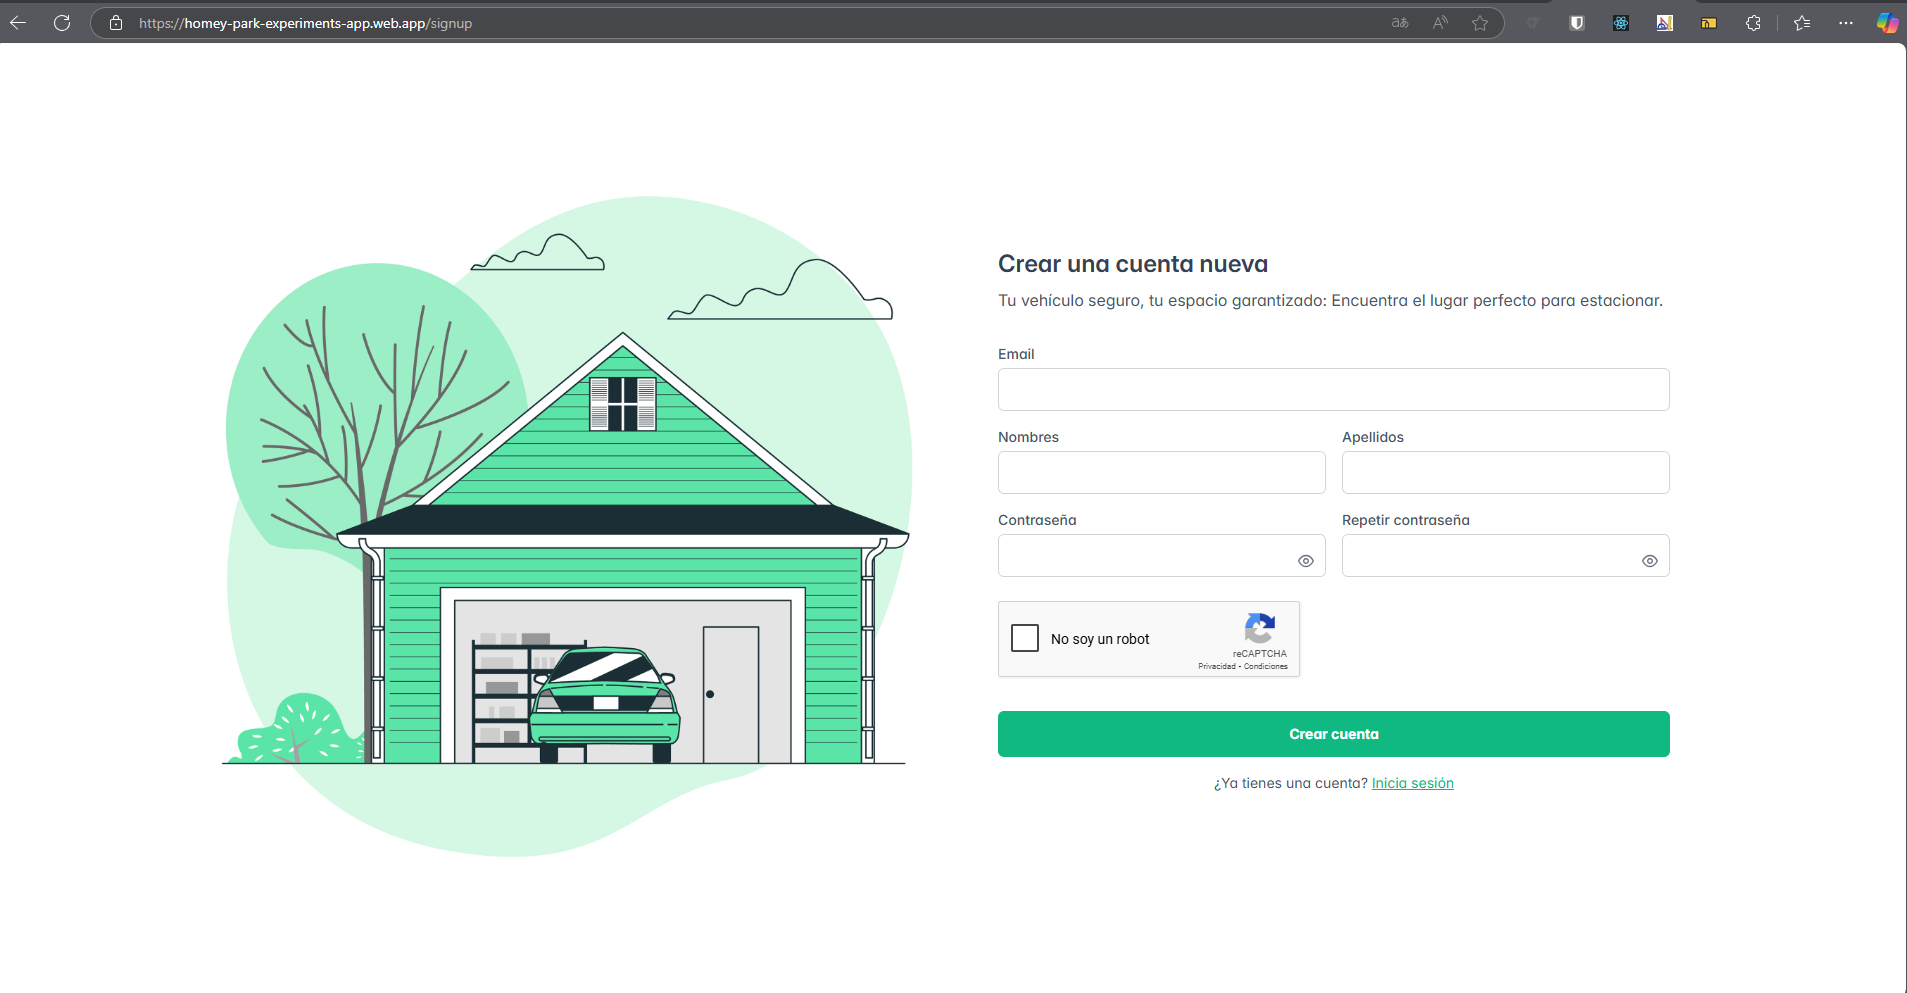 https://homey-park-experiments-app.web.app/signup
Crear una cuenta nueva
Tu vehículo seguro, tu espacio garantizado: Encuentra el lugar perfecto para estacionar.
Email
Nombres
Apellidos
Contraseña
Repetir contraseña
No soy un robot
reCAPTCHA
Privacidad - Condiciones
Crear cuenta
¿Ya tienes una cuenta? Inicia sesión